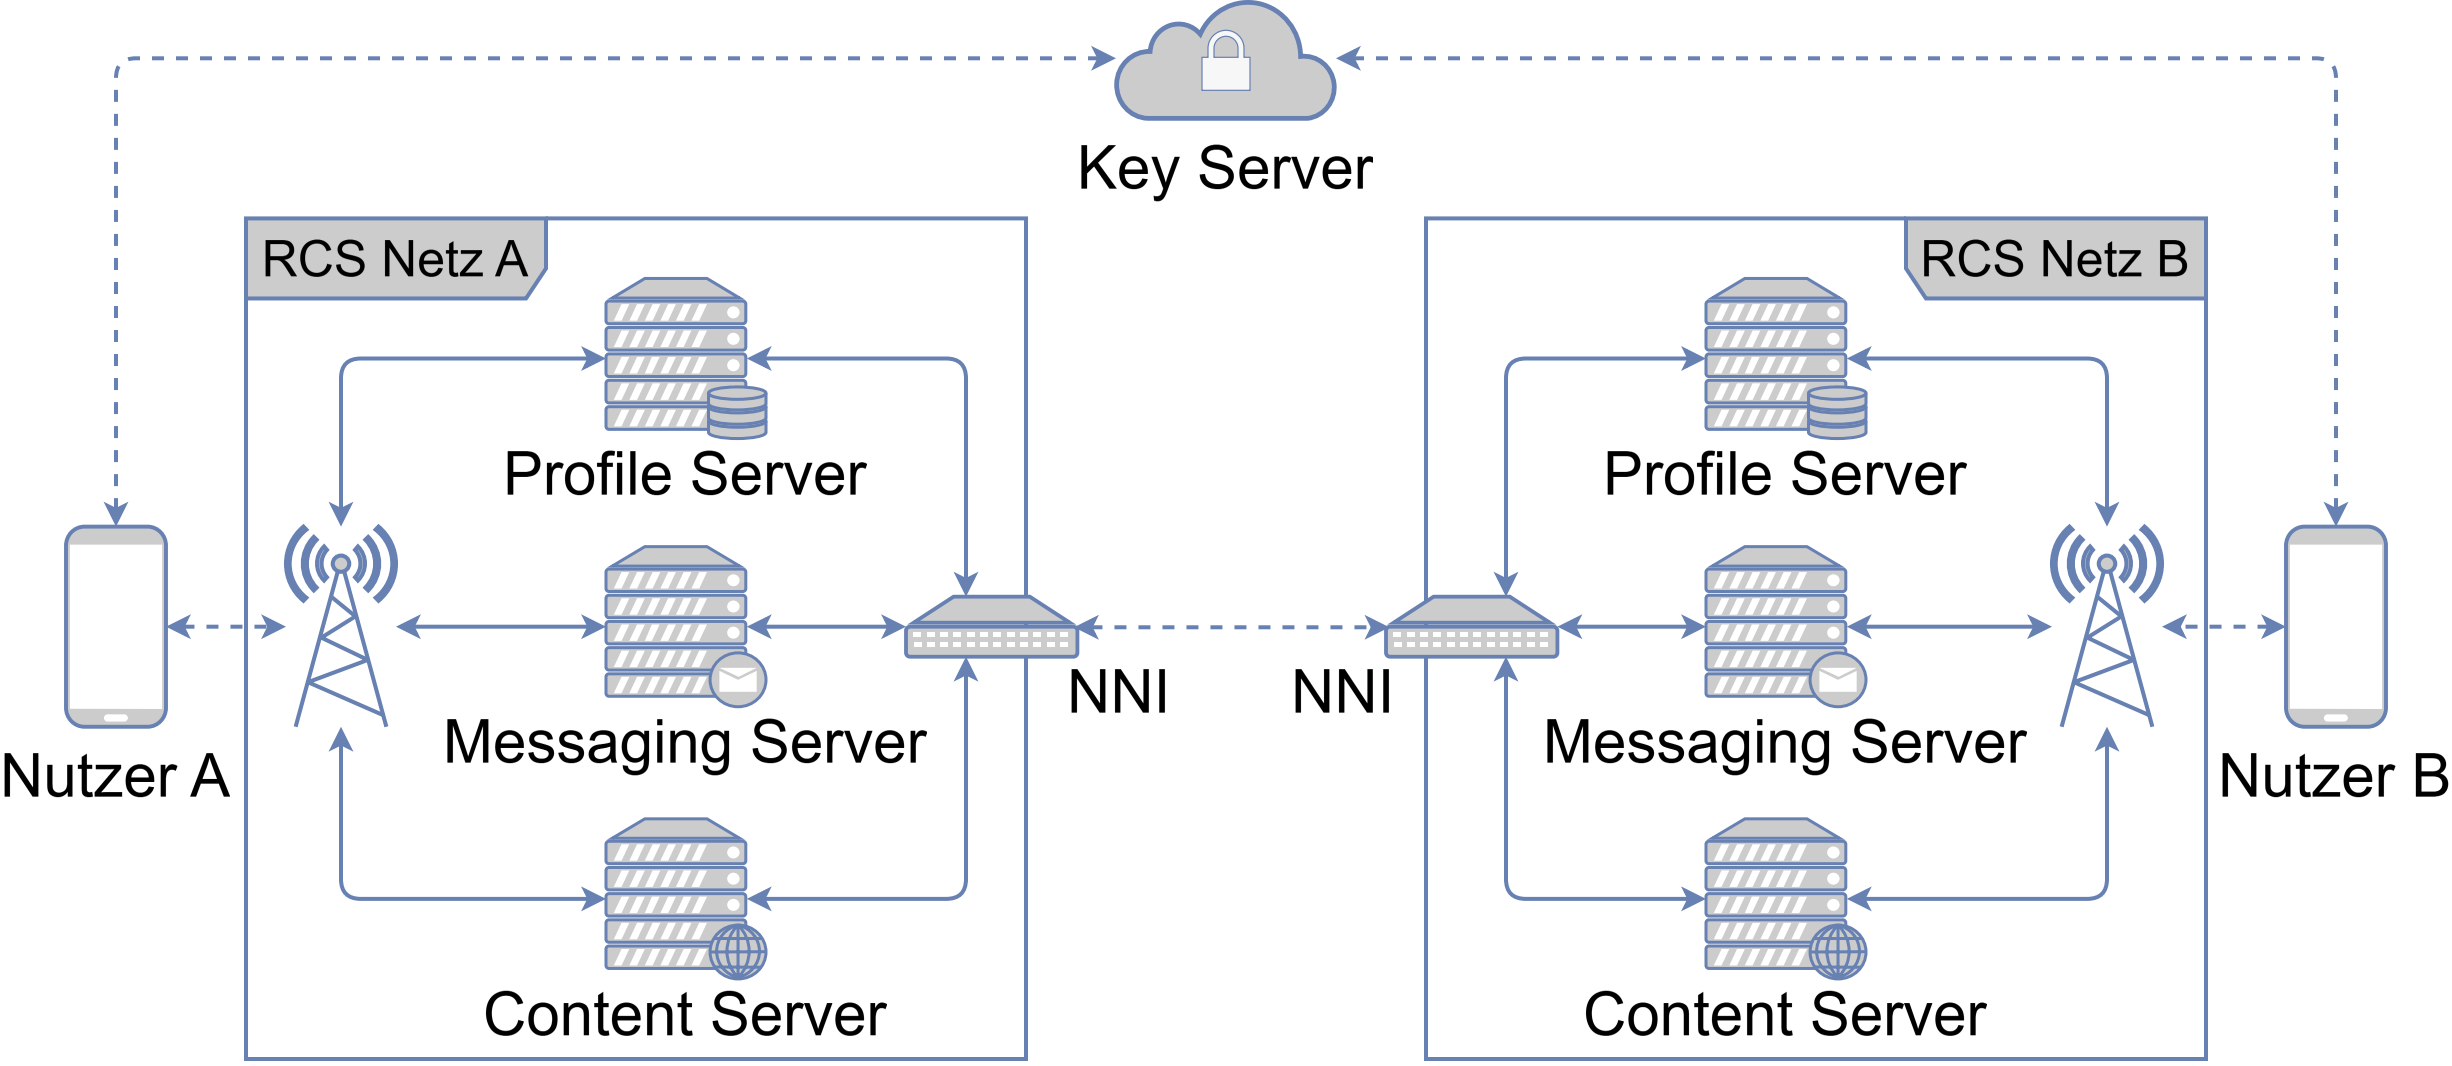 Key Server
RCS Netz A
RCS Netz B
Profile Server
Profile Server
NNI
NNI
Messaging Server
Messaging Server
Nutzer A
Nutzer B
Content Server
Content Server